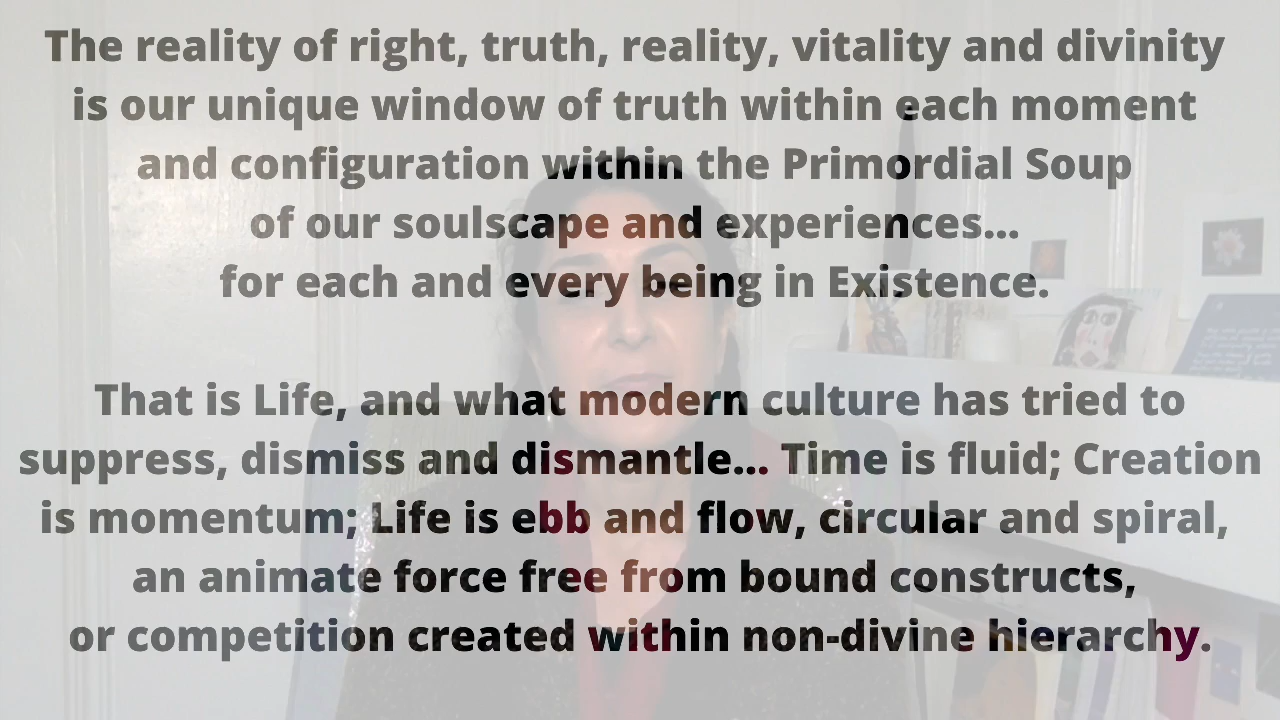 The reality of right, truth, reality, vitality and divinity
is our unique window of truth within each moment
and configuration within the Primordial Soup
of our soulscape and experiences...
for each and every being in Existence.
That is Life, and what modern culture has tried to
suppress, dismiss and dismantle... Time is fluid; Creation
is momentum; Life is ebb and flow, circular and spiral,
an animate force free from bound constructs,
or competition created within non-divine hierarchy.